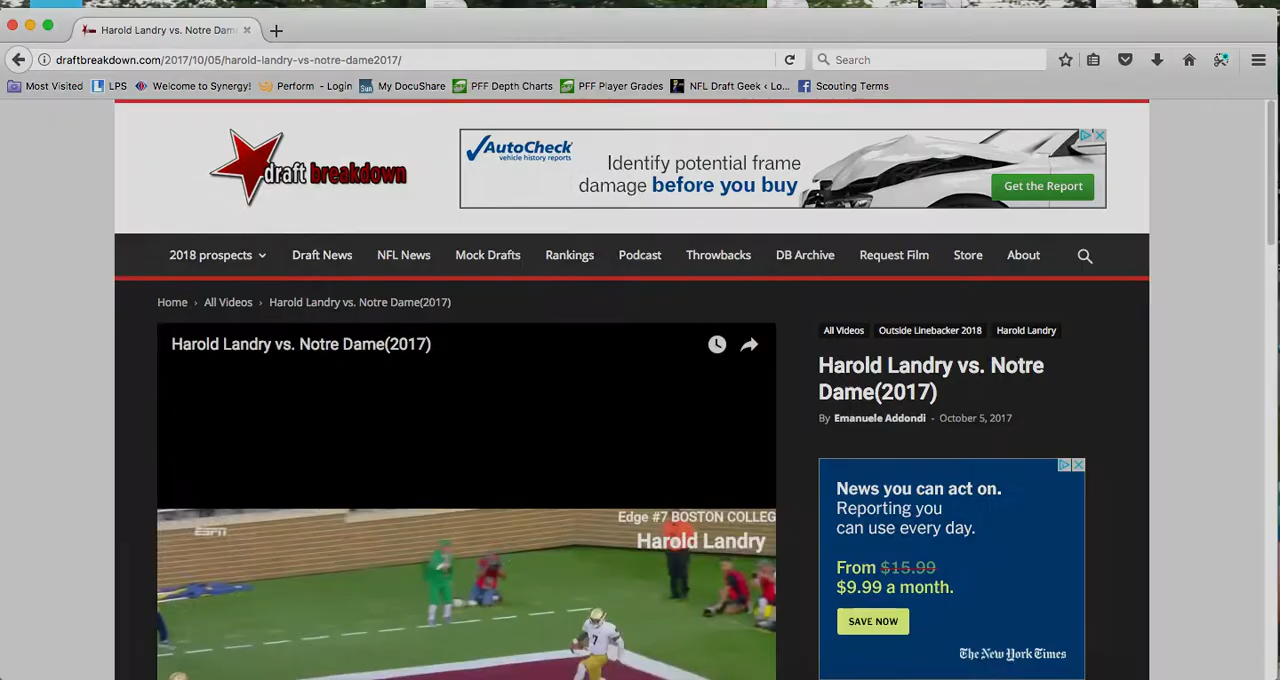 Harold Landry vs. Notre Dam
draftbreakdown.com/2017/10/05/harold-landry-vs-notre-dame2017/
Search
Most Visited
LPS
Welcome to Synergy!
Perform - Login
My DocuShare
PFF Depth Charts
PFF Player Grades
NFL Draft Geek ‹ Lo...
Scouting Terms
draft breakdown
AutoCheck
vehicle history reports
Identify potential frame
damage before you buy
Get the Report
2018 prospects
Draft News
NFL News
Mock Drafts
Rankings
Podcast
Throwbacks
DB Archive
Request Film
Store
About
Home › All Videos › Harold Landry vs. Notre Dame(2017)
Harold Landry vs. Notre Dame(2017)
ESPN
Edge #7 BOSTON COLLEG
Harold Landry
7
All Videos
Outside Linebacker 2018
Harold Landry
Harold Landry vs. Notre
Dame(2017)
By Emanuele Addondi - October 5, 2017
News you can act on.
Reporting you
can use every day.
From $15.99
$9.99 a month.
SAVE NOW
The New York Times